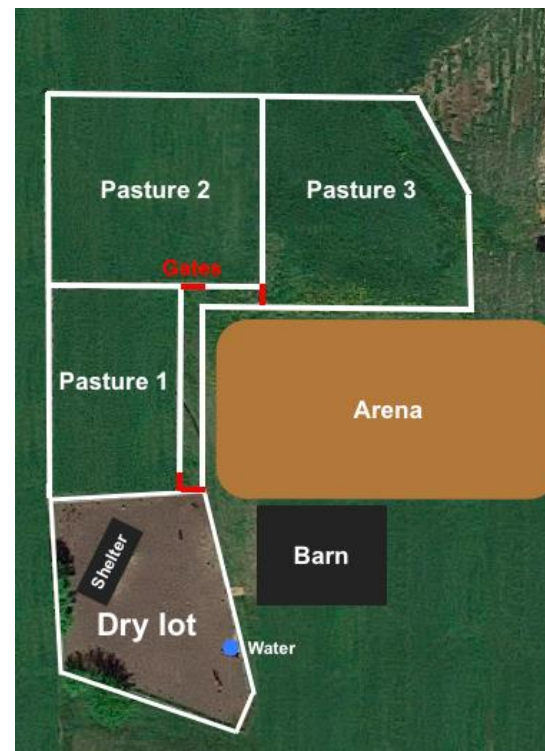 Pasture 2
Pasture 3
Gates
Pasture 1
Arena
Shelter
Barn
Dry lot
Water